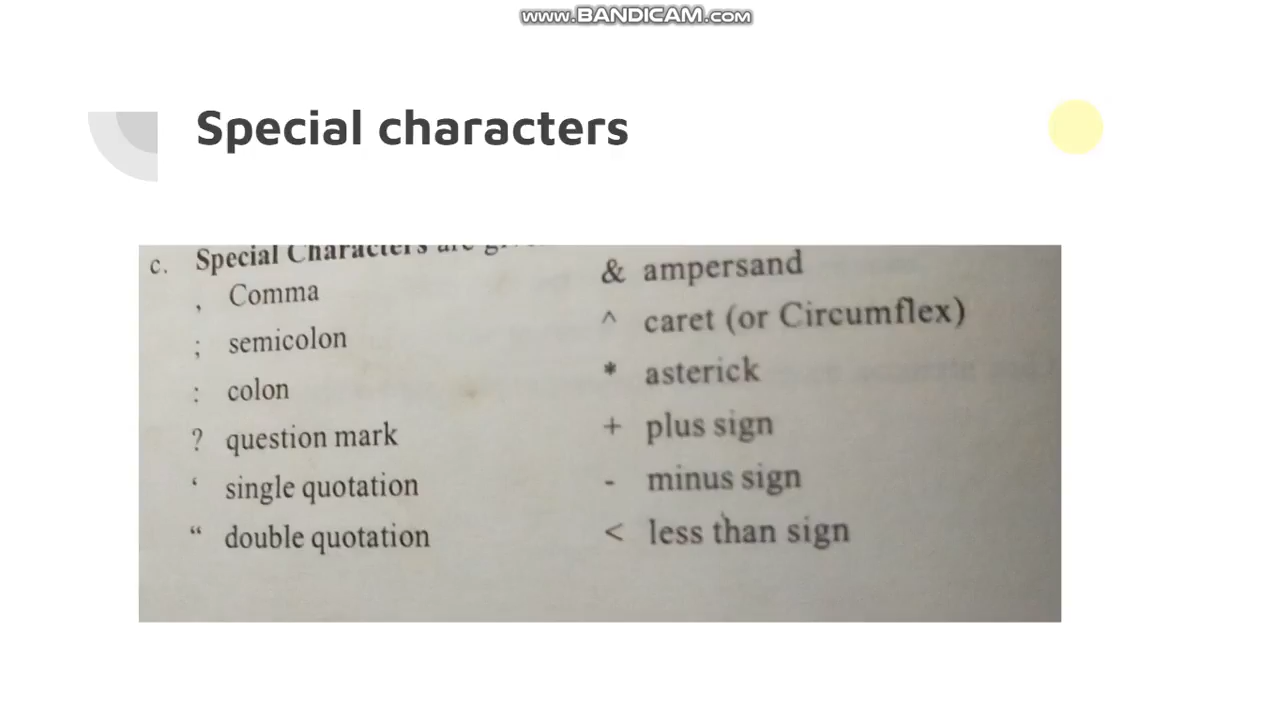 www.BANDICAM.com
Special characters
c. Special Characters are
, Comma
; semicolon
: colon
? question mark
‘ single quotation
“ double quotation
& ampersand
^ caret (or Circumflex)
* asterick
+ plus sign
- minus sign
< less than sign